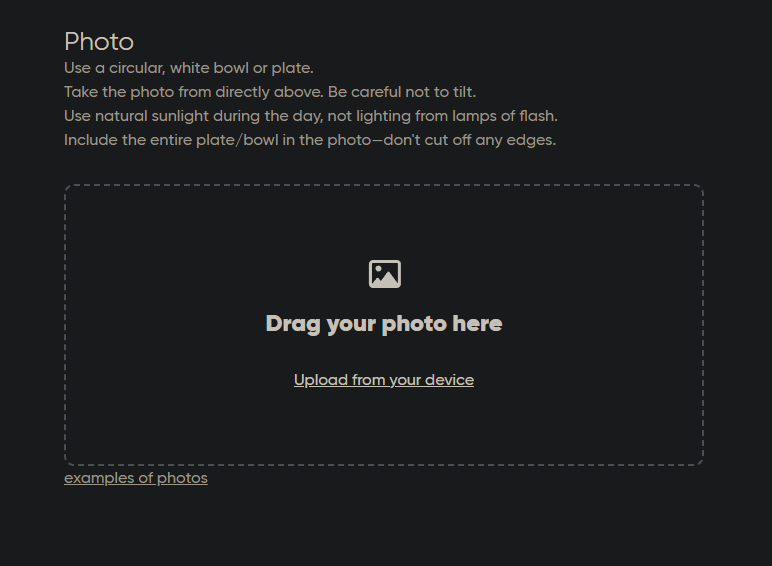 Photo
Use a circular, white bowl or plate.
Take the photo from directly above. Be careful not to tilt.
Use natural sunlight during the day, not lighting from lamps of flash.
Include the entire plate/bowl in the photo—don't cut off any edges.
Drag your photo here
Upload from your device
examples of photos